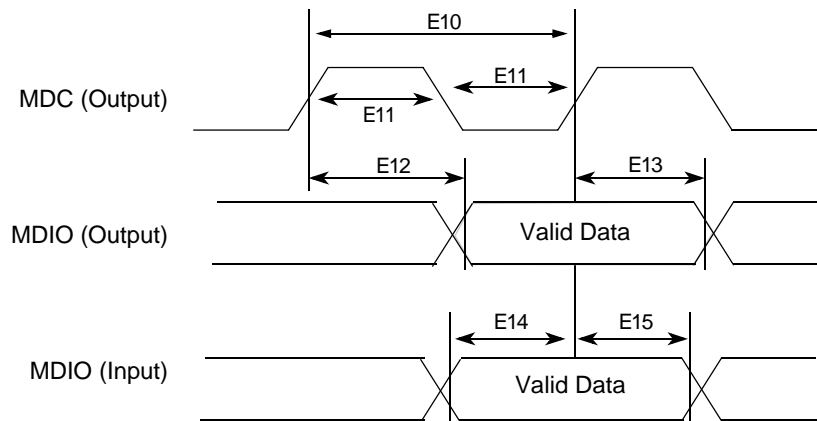 E10
MDC (Output)
E11
E11
E12
E13
MDIO (Output)
Valid Data
E14
E15
MDIO (Input)
Valid Data